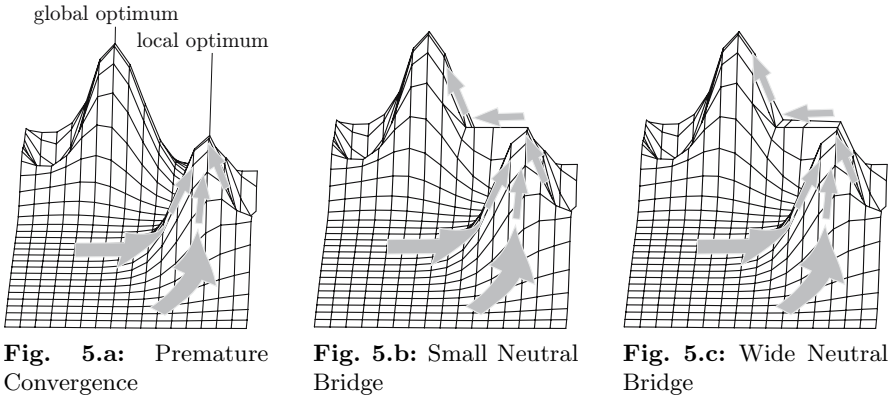 global optimum
local optimum
Fig. 5.a: Premature
Convergence
Fig. 5.b: Small Neutral
Bridge
Fig. 5.c: Wide Neutral
Bridge